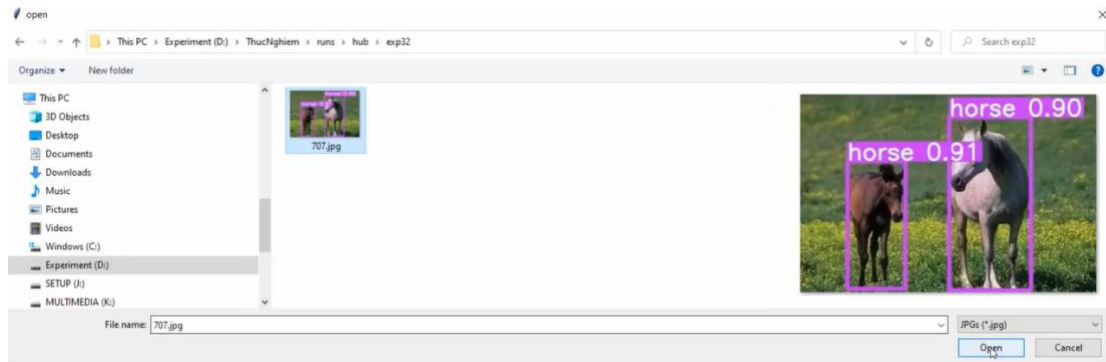 open
This PC > Experiment (D:) > ThucNghiem > runs > hub > exp32
Search exp32
Organize
New folder
This PC
3D Objects
Desktop
Documents
Downloads
Music
Pictures
Videos
Windows (C:)
Experiment (D:)
SETUP (J:)
MULTIMEDIA (K:)
707.jpg
horse 0.90
horse 0.91
File name: 707.jpg
JPGs (*.jpg)
Open
Cancel